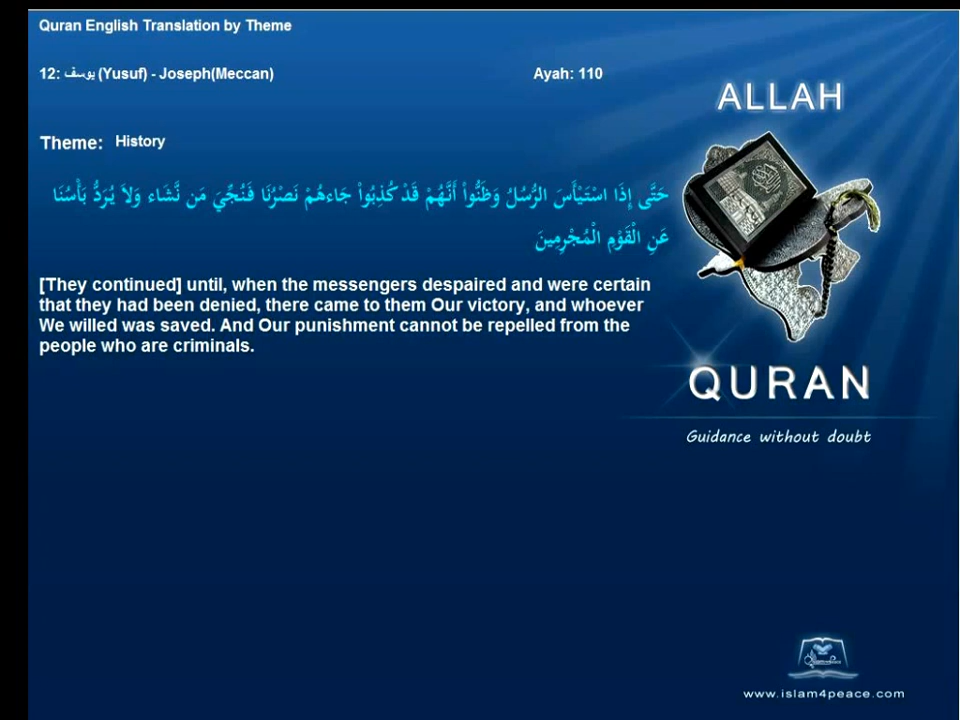 Quran English Translation by Theme
12: يوسف (Yusuf) - Joseph(Meccan) Ayah: 110
ALLAH
Theme: History
حَتَّى إِذَا اسْتَيْأَسَ الرُّسُلُ وَظَنُّواْ أَنَّهُمْ قَدْ كُذِبُواْ جَاءهُمْ نَصْرُنَا فَنُجِّيَ مَن نَّشَاء وَلاَ يُرَدُّ بَأْسُنَا
عَنِ الْقَوْمِ الْمُجْرِمِينَ
[They continued] until, when the messengers despaired and were certain
that they had been denied, there came to them Our victory, and whoever
We willed was saved. And Our punishment cannot be repelled from the
people who are criminals.
QURAN
Guidance without doubt
www.islam4peace.com